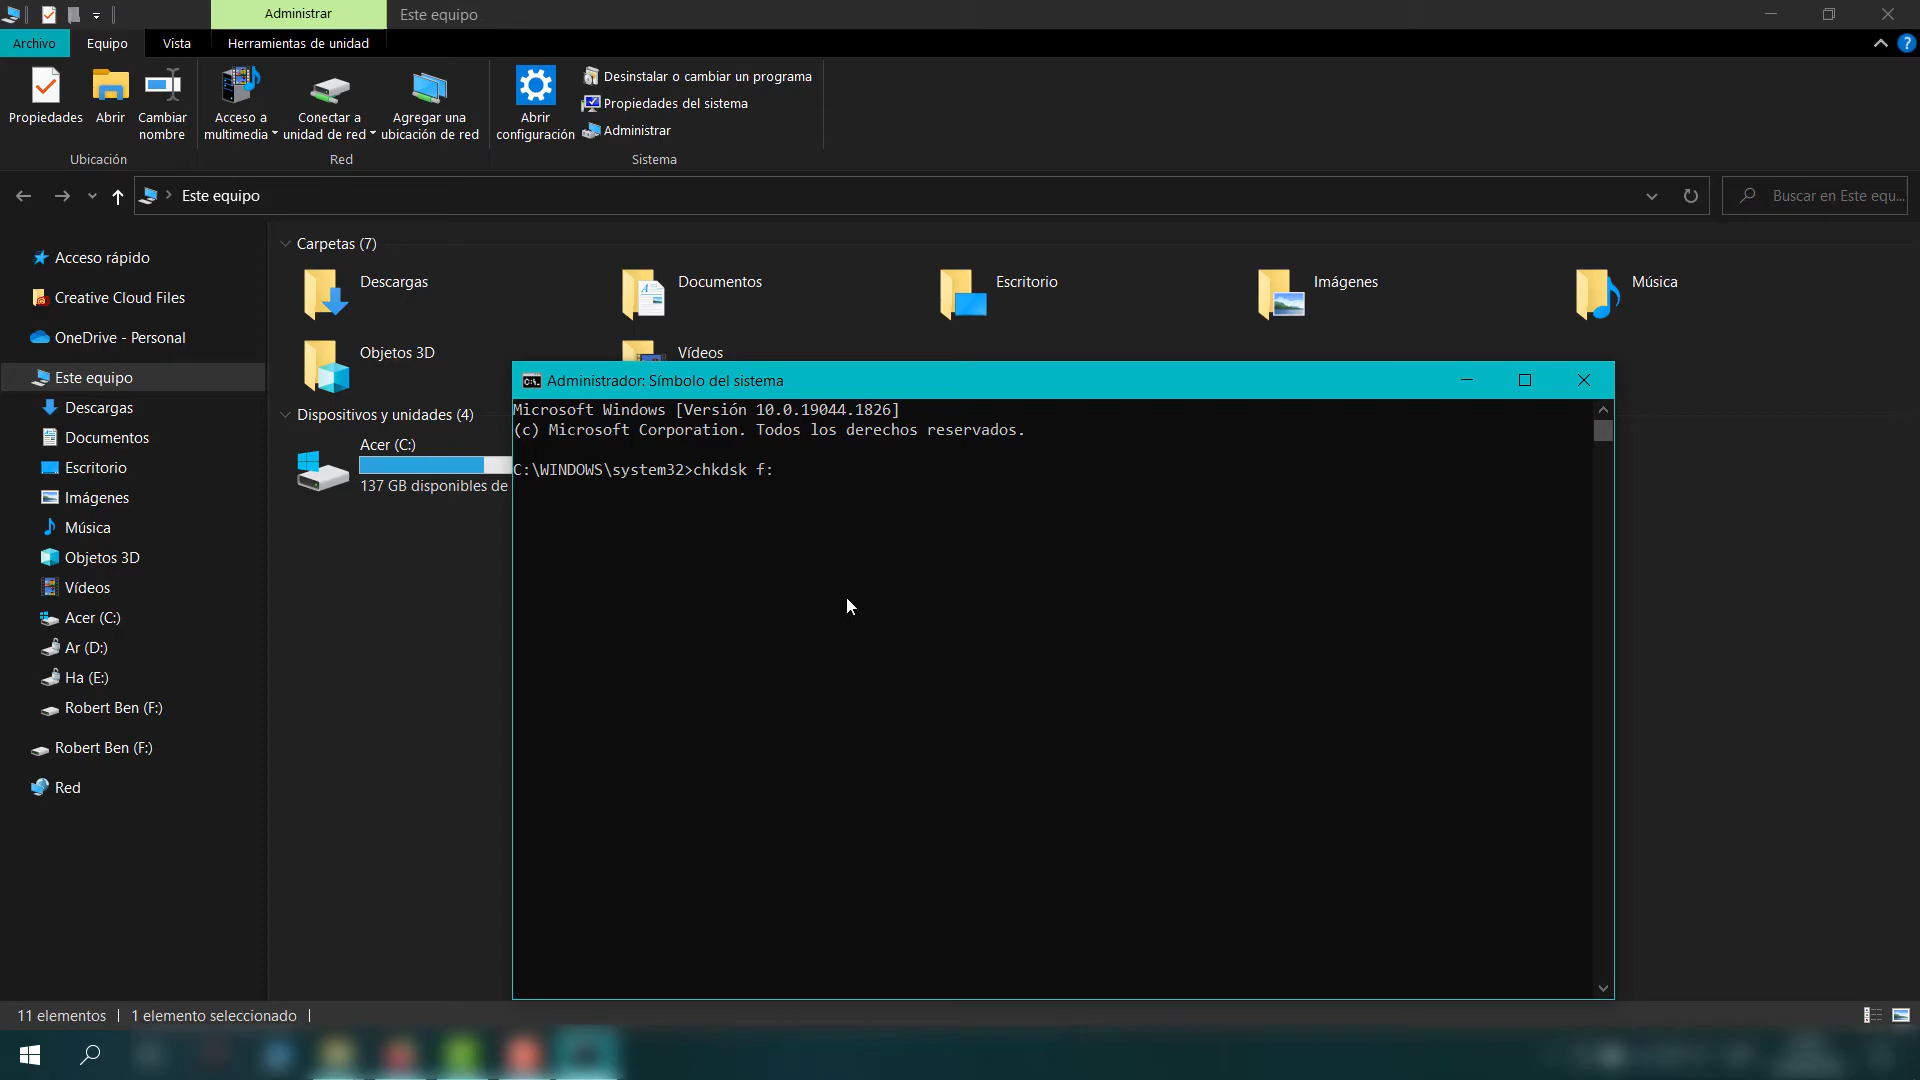 Administrar
Este equipo
Archivo
Equipo
Vista
Herramientas de unidad
Propiedades
Abrir
Cambiar
nombre
Ubicación
Acceso a
multimedia
Conectar a
unidad de red
Agregar una
ubicación de red
Red
Abrir
configuración
Desinstalar o cambiar un programa
Propiedades del sistema
Administrar
Sistema
Este equipo
Buscar en Este equ...
Acceso rápido
Creative Cloud Files
OneDrive - Personal
Este equipo
Descargas
Documentos
Escritorio
Imágenes
Música
Objetos 3D
Vídeos
Acer (C:)
Ar (D:)
Ha (E:)
Robert Ben (F:)
Robert Ben (F:)
Red
Carpetas (7)
Descargas
Documentos
Escritorio
Imágenes
Música
Objetos 3D
Vídeos
Dispositivos y unidades (4)
Acer (C:)
137 GB disponibles de
C:\.
Administrador: Símbolo del sistema
Microsoft Windows [Versión 10.0.19044.1826]
(c) Microsoft Corporation. Todos los derechos reservados.
C:\WINDOWS\system32>chkdsk f:
11 elementos
1 elemento seleccionado